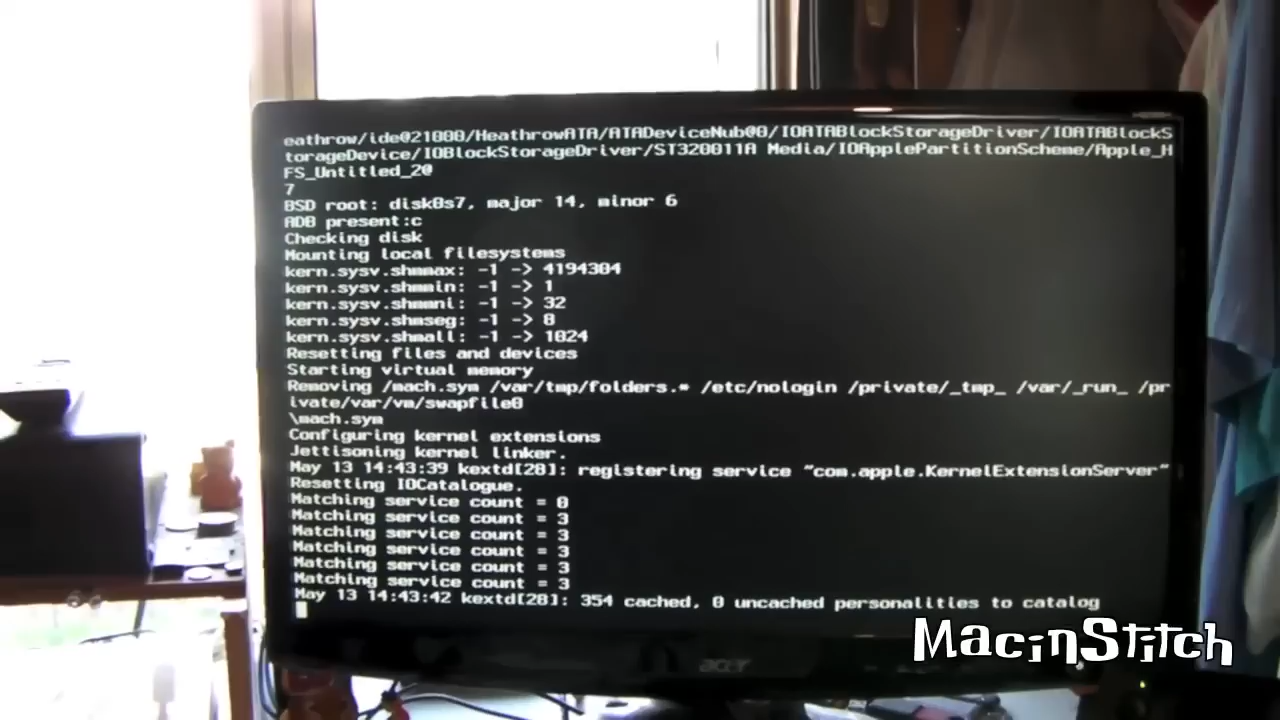 eathrow/ide@21000/HeathrowATA/ATADeviceNub@0/IOATABlockStorageDriver/IOATABlockS
torageDevice/IOBlockStorageDriver/ST320011A Media/IOApplePartitionScheme/Apple_H
FS_Untitled_2@
7
BSD root: disk0s7, major 14, minor 6
ADB present:c
Checking disk
Mounting local filesystems
kern.sysv.shmmax: -1 -> 4194304
kern.sysv.shmmin: -1 -> 1
kern.sysv.shmmni: -1 -> 32
kern.sysv.shmseg: -1 -> 8
kern.sysv.shmall: -1 -> 1024
Resetting files and devices
Starting virtual memory
Removing /mach.sym /var/tmp/folders.* /etc/nologin /private/_tmp_ /var/_run_ /pr
ivate/var/vm/swapfile0
\mach.sym
Configuring kernel extensions
Jettisoning kernel linker.
May 13 14:43:39 kextd[28]: registering service "com.apple.KernelExtensionServer"
Resetting IOCatalogue.
Matching service count = 0
Matching service count = 3
Matching service count = 3
Matching service count = 3
Matching service count = 3
Matching service count = 3
May 13 14:43:42 kextd[28]: 354 cached, 0 uncached personalities to catalog
acer
MacinStitch